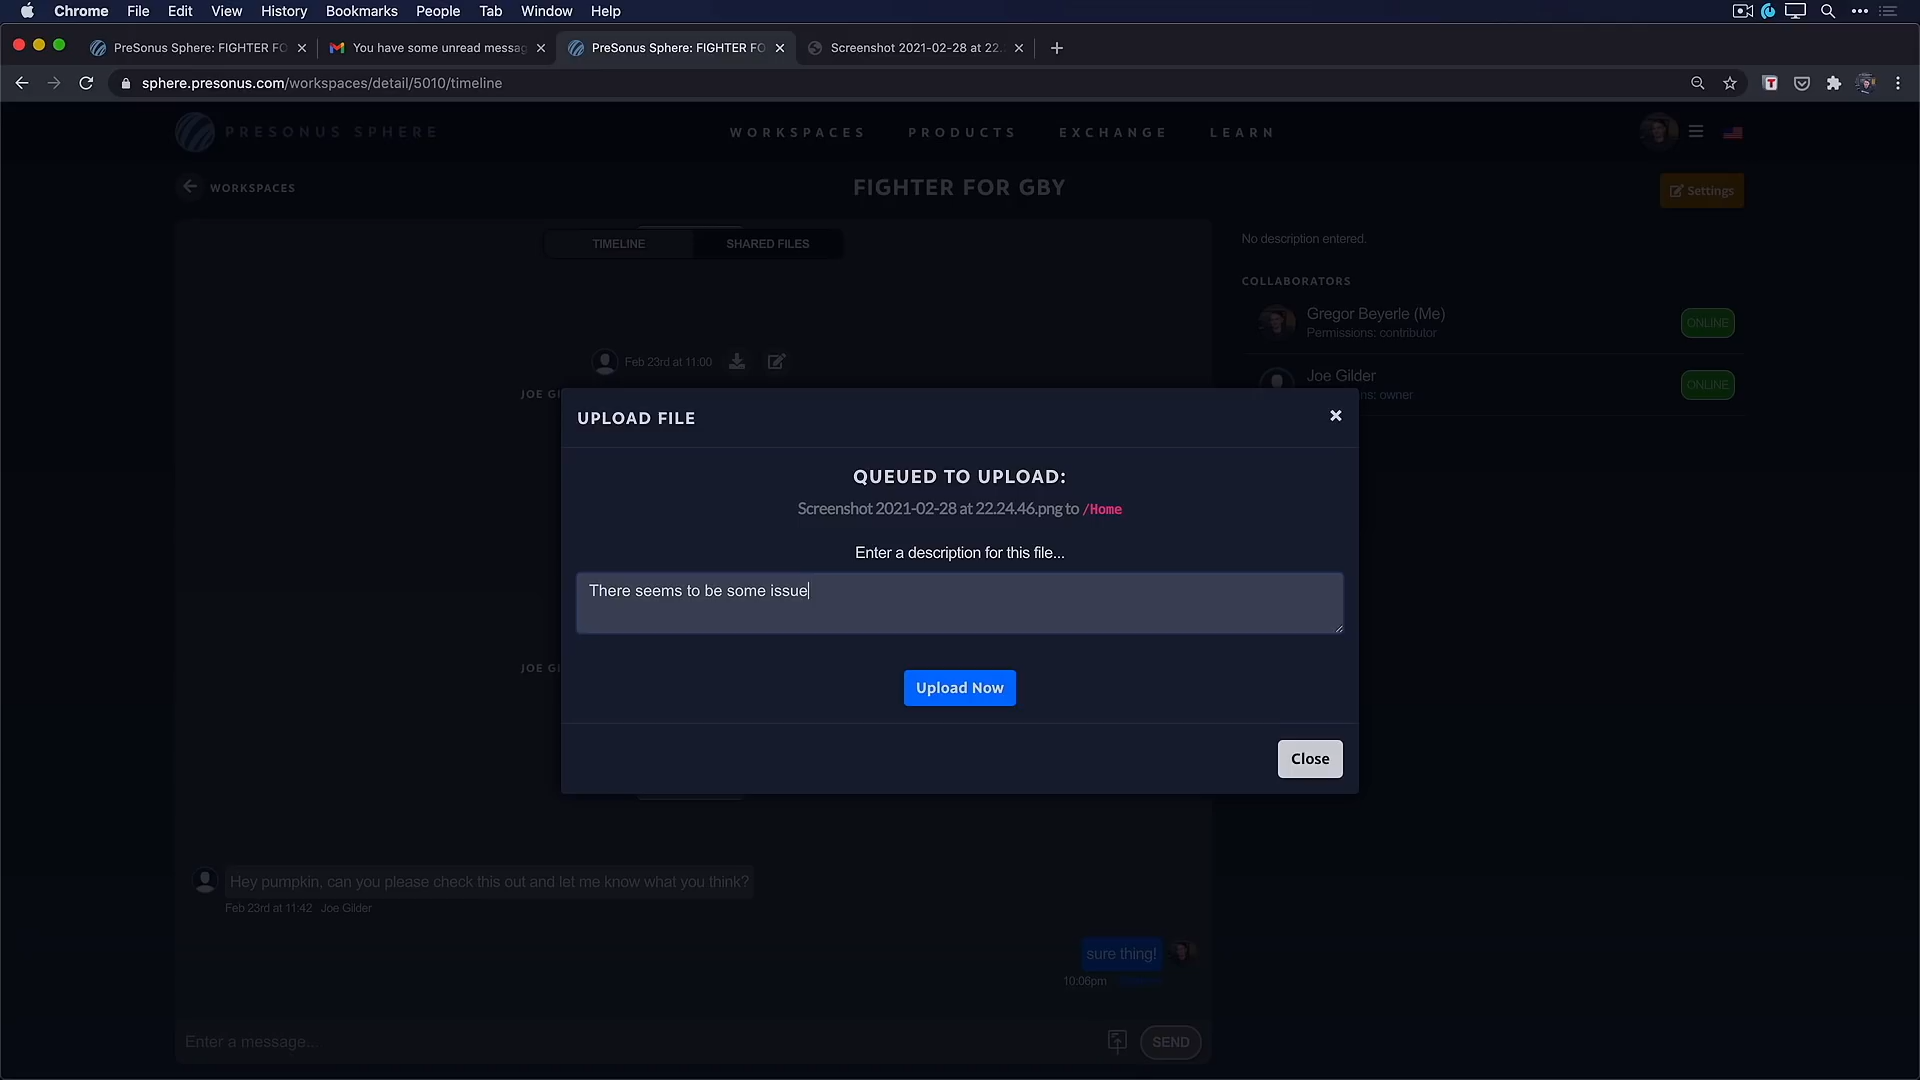 Chrome File Edit View History Bookmarks People Tab Window Help
PreSonus Sphere: FIGHTER FO
You have some unread messag
PreSonus Sphere: FIGHTER FO
Screenshot 2021-02-28 at 22.
sphere.presonus.com/workspaces/detail/5010/timeline
PRESONUS SPHERE
WORKSPACES PRODUCTS EXCHANGE LEARN
WORKSPACES
FIGHTER FOR GBY
Settings
TIMELINE SHARED FILES
No description entered.
COLLABORATORS
Gregor Beyerle (Me)
Permissions: contributor
ONLINE
Joe Gilder
ns: owner
ONLINE
Feb 23rd at 11:00
JOE GI
UPLOAD FILE
QUEUED TO UPLOAD:
Screenshot 2021-02-28 at 22.24.46.png to /Home
Enter a description for this file...
There seems to be some issue
Upload Now
Close
JOE GI
Hey pumpkin, can you please check this out and let me know what you think?
Feb 23rd at 11:42 Joe Gilder
sure thing!
10:06pm
Enter a message...
SEND